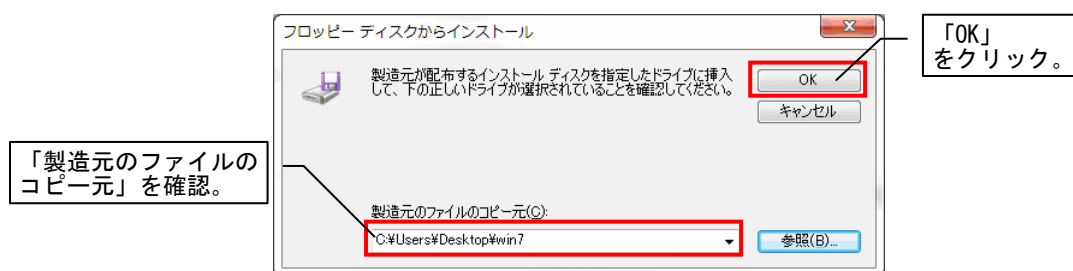 フロッピー ディスクからインストール
「OK」
をクリック。
製造元が配布するインストール ディスクを指定したドライブに挿入
して、下の正しいドライブが選択されていることを確認してください。
OK
キャンセル
「製造元のファイルの
コピー元」を確認。
製造元のファイルのコピー元(C):
C:¥Users¥Desktop¥win7
参照(B)...